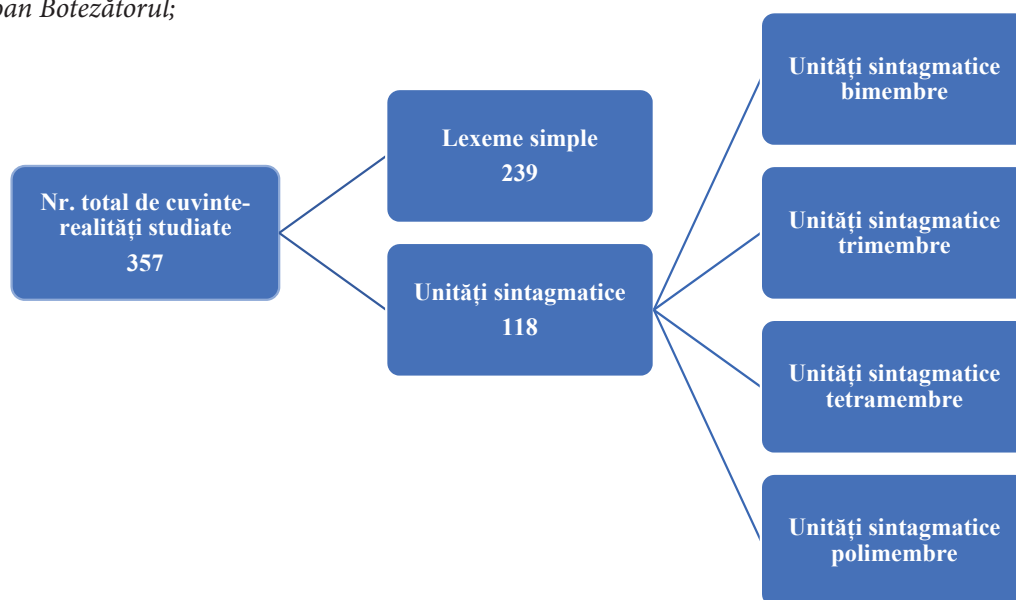 Botezătorul;
Nr. total de cuvinte-
realități studiate
357
Lexeme simple
239
Unități sintagmatice
118
Unități sintagmatice
bimembre
Unități sintagmatice
trimembre
Unități sintagmatice
tetramembre
Unități sintagmatice
polimembre